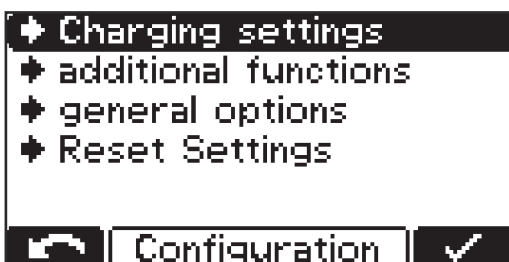 Charging settings
additional functions
general options
Reset Settings
Configuration